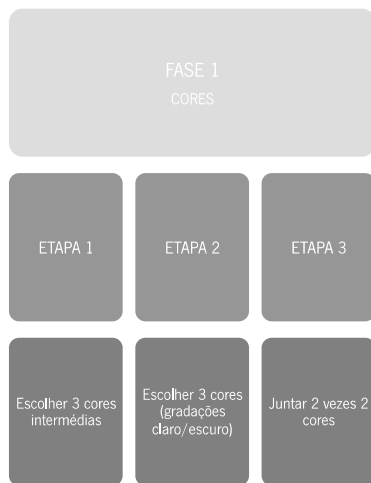 FASE 1
CORES
ETAPA 1
ETAPA 2
ETAPA 3
Escolher 3 cores
intermédias
Escolher 3 cores
(gradações
claro/escuro)
Juntar 2 vezes 2
cores